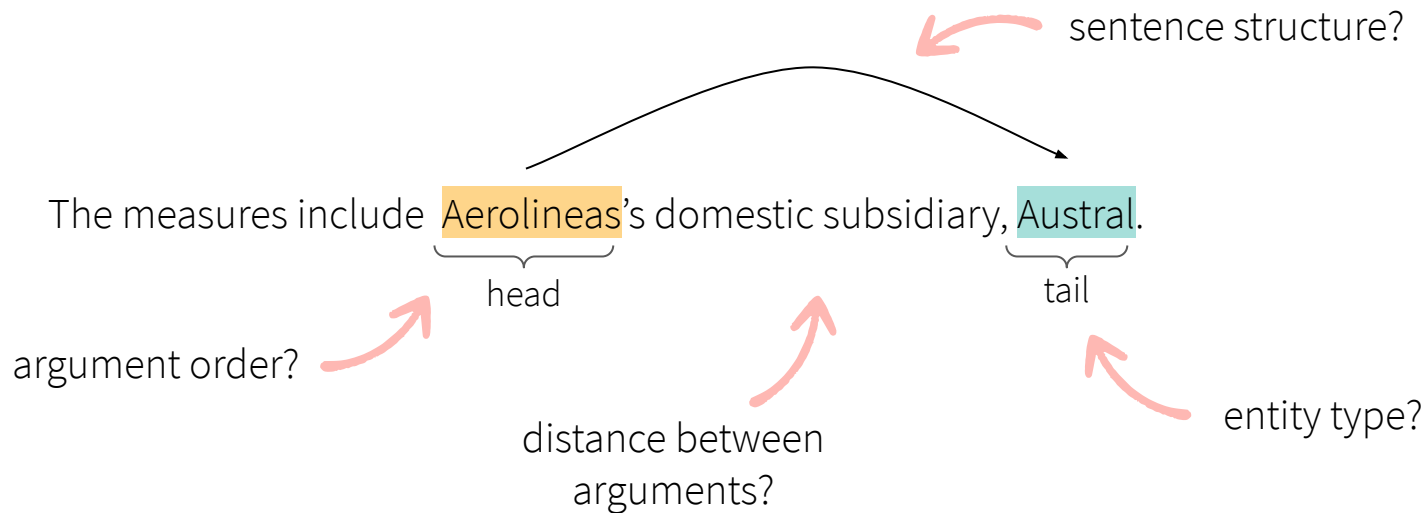 sentence structure?
The measures include Aerolineas’s domestic subsidiary, Austral.
head
tail
argument order?
distance between
arguments?
entity type?